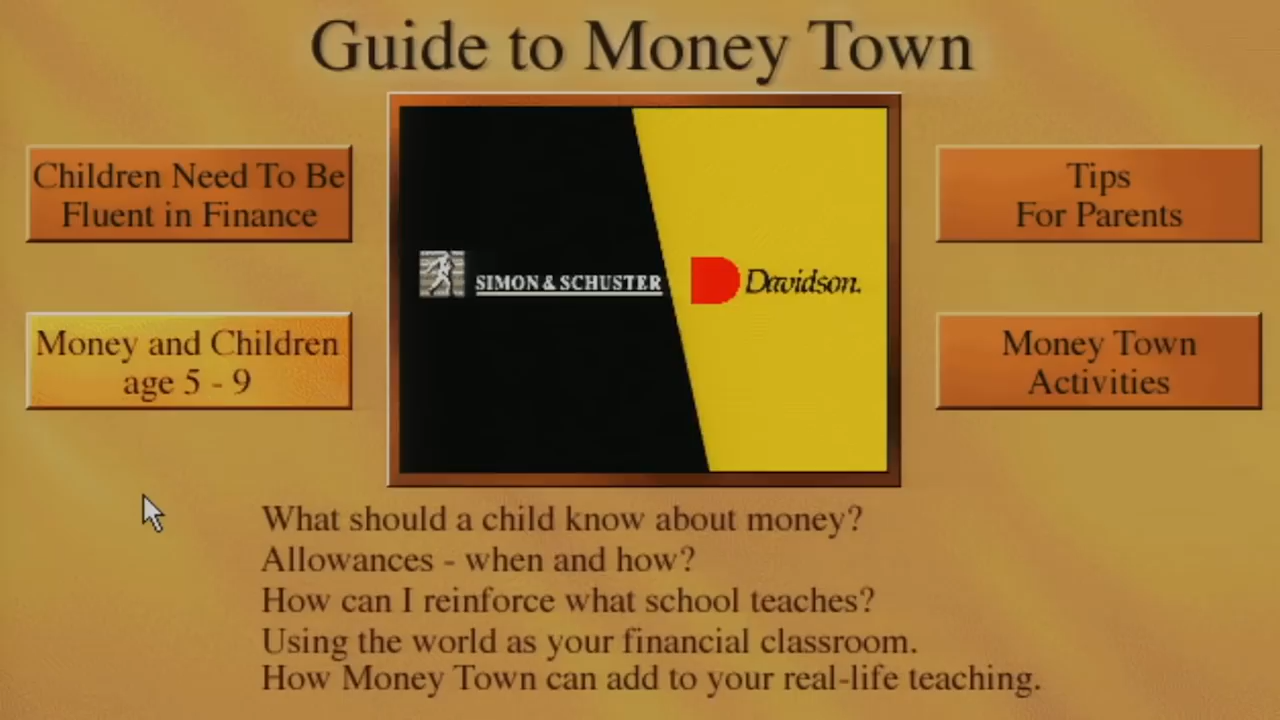 Guide to Money Town
Children Need To Be
Fluent in Finance
Money and Children
age 5 - 9
SIMON & SCHUSTER
Davidson.
Tips
For Parents
Money Town
Activities
What should a child know about money?
Allowances - when and how?
How can I reinforce what school teaches?
Using the world as your financial classroom.
How Money Town can add to your real-life teaching.